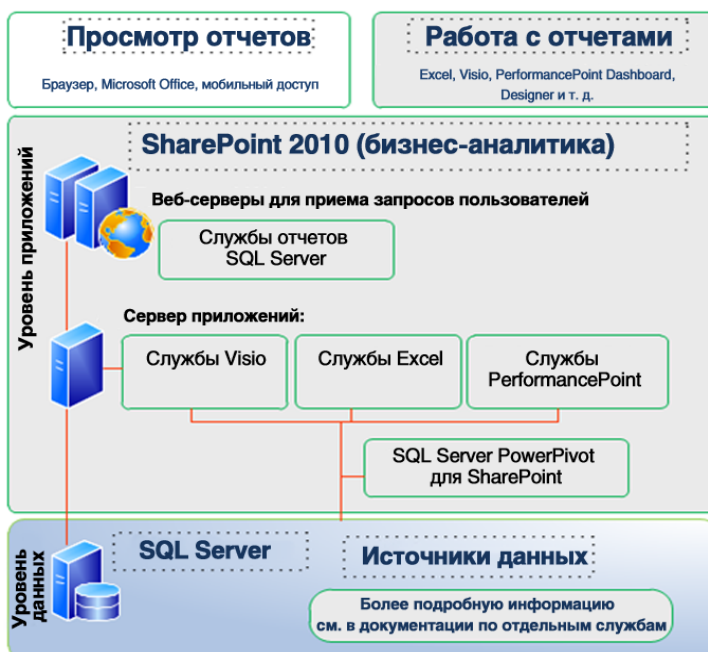 Просмотр отчетов
Браузер, Microsoft Office, мобильный доступ
Работа с отчетами
Excel, Visio, PerformancePoint Dashboard,
Designer и т. д.
SharePoint 2010 (бизнес-аналитика)
Уровень приложений
Веб-серверы для приема запросов пользователей
Службы отчетов
SQL Server
Сервер приложений:
Службы Visio
Службы Excel
Службы
PerformancePoint
SQL Server PowerPivot
для SharePoint
Уровень
данных
SQL Server
Источники данных
Более подробную информацию
см. в документации по отдельным службам